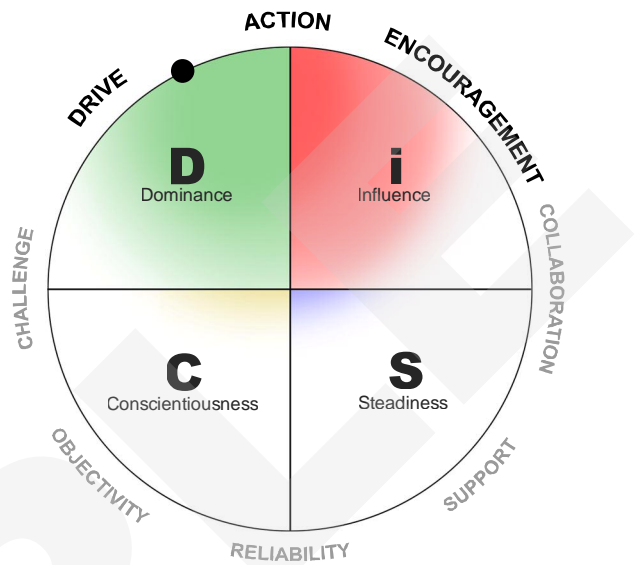 ACTION
DRIVE
ENCOURAGEMENT
D
Dominance
i
Influence
CHALLENGE
COLLABORATION
C
Conscientiousness
S
Steadiness
OBJECTIVITY
SUPPORT
RELIABILITY